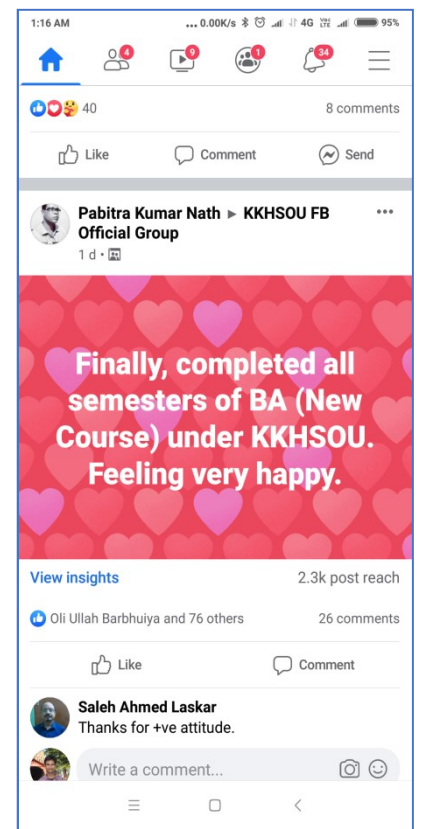 1:16 AM ... 0.00K/s 4G Vo) LTE 95%
4 9 1 34
40 8 comments
Like Comment Send
Pabitra Kumar Nath ▸ KKHSOU FB ...
Official Group
1 d ·
Finally, completed all
semesters of BA (New
Course) under KKHSOU.
Feeling very happy.
View insights 2.3k post reach
Oli Ullah Barbhuiya and 76 others 26 comments
Like Comment
Saleh Ahmed Laskar
Thanks for +ve attitude.
Write a comment...